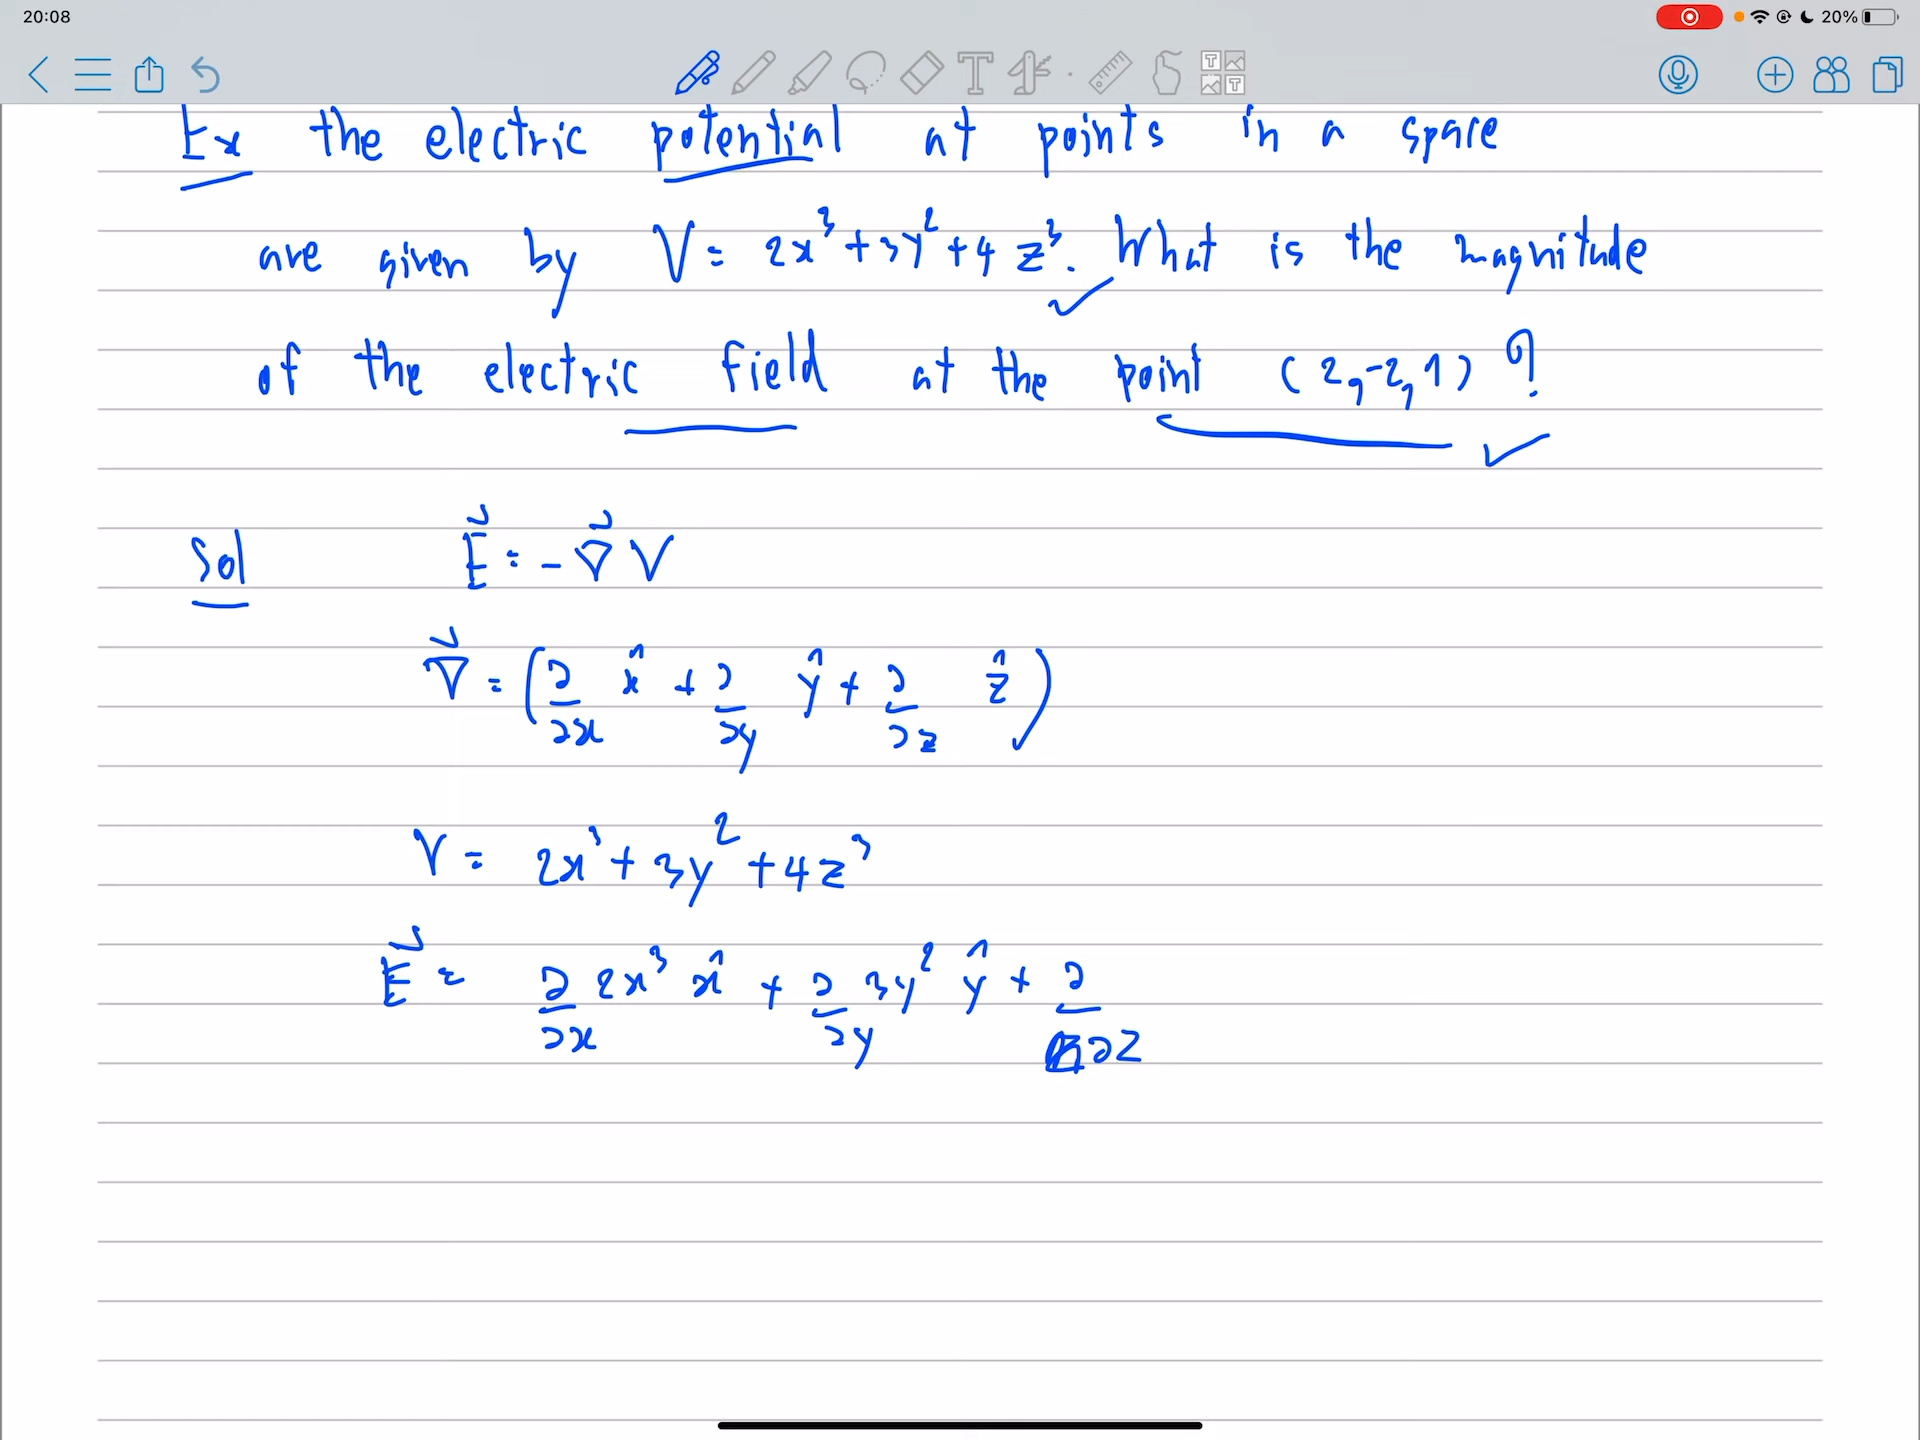 20:08
20%
Ex the electric potential at points in a space
are given by V = 2x³ + 3y² + 4z³. What is the magnitude
of the electric field at the point (2,-2,1)?
Sol E⃗ = -∇⃗V
∇⃗ = (∂/∂x x̂ + ∂/∂y ŷ + ∂/∂z ẑ)
V = 2x³ + 3y² + 4z³
E⃗ = ∂/∂x 2x³ x̂ + ∂/∂y 3y² ŷ + ∂/∂z